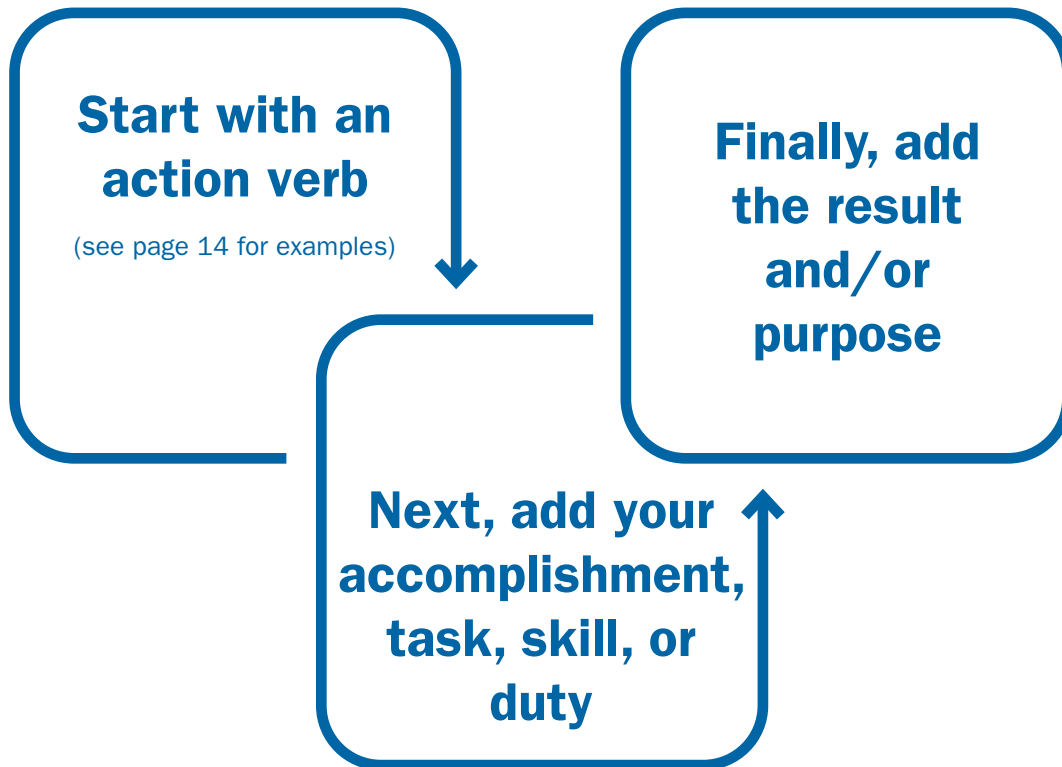 Start with an
action verb
(see page 14 for examples)
Next, add your
accomplishment,
task, skill, or
duty
Finally, add
the result
and/or
purpose